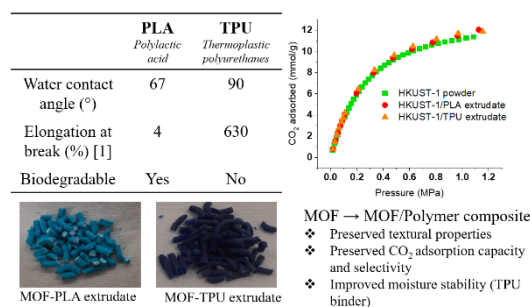 PLA
TPU
Polylactic
acid
Thermoplastic
polyurethanes
Water contact
angle (°)
67
90
Elongation at
break (%) [1]
4
630
Biodegradable
Yes
No
MOF-PLA extrudate
MOF-TPU extrudate
CO2 adsorbed (mmol/g)
12
10
8
6
4
2
0
HKUST-1 powder
HKUST-1/PLA extrudate
HKUST-1/TPU extrudate
0.0 0.2 0.4 0.6 0.8 1.0 1.2
Pressure (MPa)
MOF → MOF/Polymer composite
❖ Preserved textural properties
❖ Preserved CO2 adsorption capacity
and selectivity
❖ Improved moisture stability (TPU
binder)